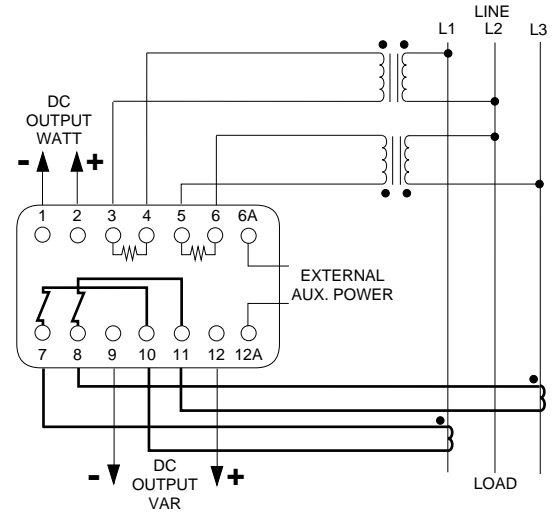 LINE
L1 L2 L3
DC
OUTPUT
WATT
- +
1 2 3 4 5 6 6A
EXTERNAL
AUX. POWER
7 8 9 10 11 12 12A
- +
DC
OUTPUT
VAR
LOAD